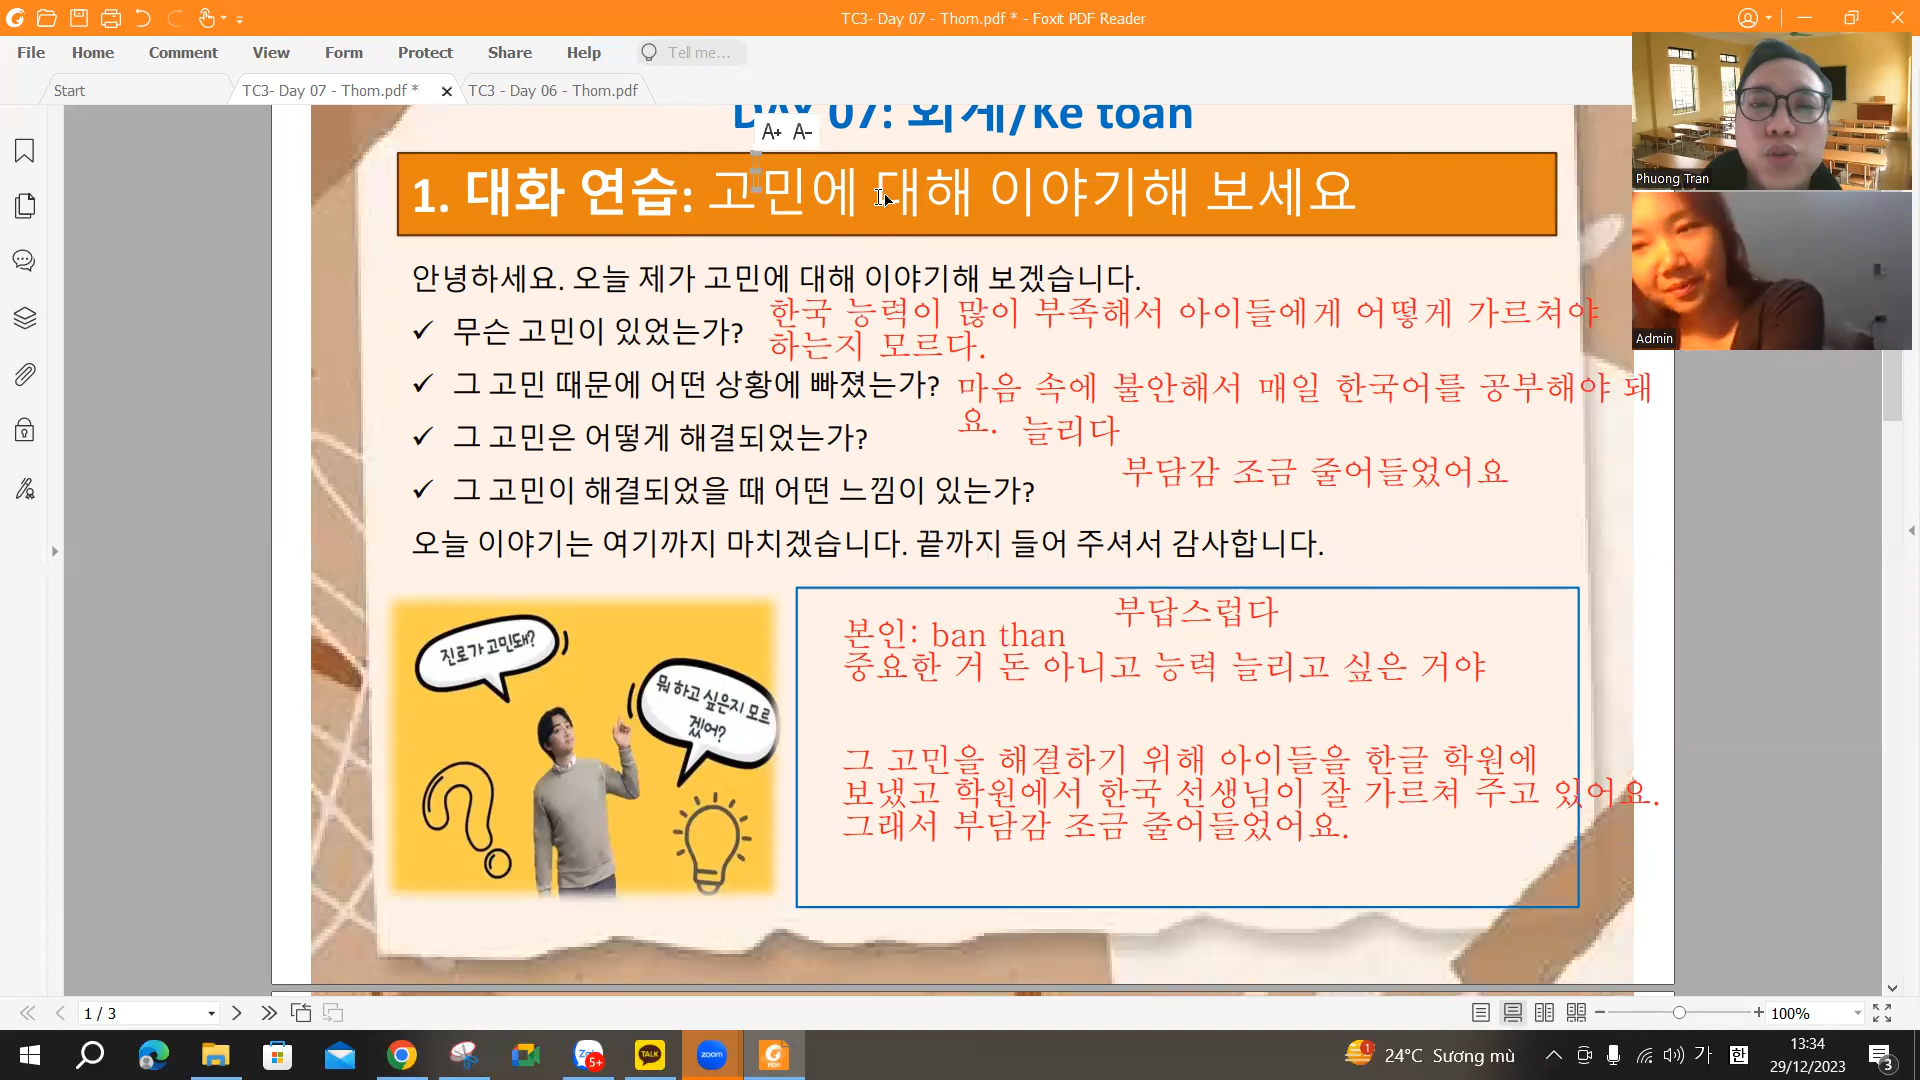 TC3- Day 07 - Thom.pdf * - Foxit PDF Reader
File Home Comment View Form Protect Share Help Tell me...
Start TC3- Day 07 - Thom.pdf * TC3 - Day 06 - Thom.pdf
DAY 07: 회계/Ke toan
A+ A-
1. 대화 연습: 고민에 대해 이야기해 보세요
Phuong Tran
Admin
안녕하세요. 오늘 제가 고민에 대해 이야기해 보겠습니다.
✓ 무슨 고민이 있었는가?
한국 능력이 많이 부족해서 아이들에게 어떻게 가르쳐야
하는지 모르다.
✓ 그 고민 때문에 어떤 상황에 빠졌는가?
마음 속에 불안해서 매일 한국어를 공부해야 돼
요. 늘리다
✓ 그 고민은 어떻게 해결되었는가?
부담감 조금 줄어들었어요
✓ 그 고민이 해결되었을 때 어떤 느낌이 있는가?
오늘 이야기는 여기까지 마치겠습니다. 끝까지 들어 주셔서 감사합니다.
진로가 고민돼?
뭐 하고 싶은지 모르
겠어?
부답스럽다
본인: ban than
중요한 거 돈 아니고 능력 늘리고 싶은 거야
그 고민을 해결하기 위해 아이들을 한글 학원에
보냈고 학원에서 한국 선생님이 잘 가르쳐 주고 있어요.
그래서 부담감 조금 줄어들었어요.
1 / 3
100%
TALK
zoom
5+
PDF
1
24°C Sương mù
가
한
13:34
29/12/2023
3